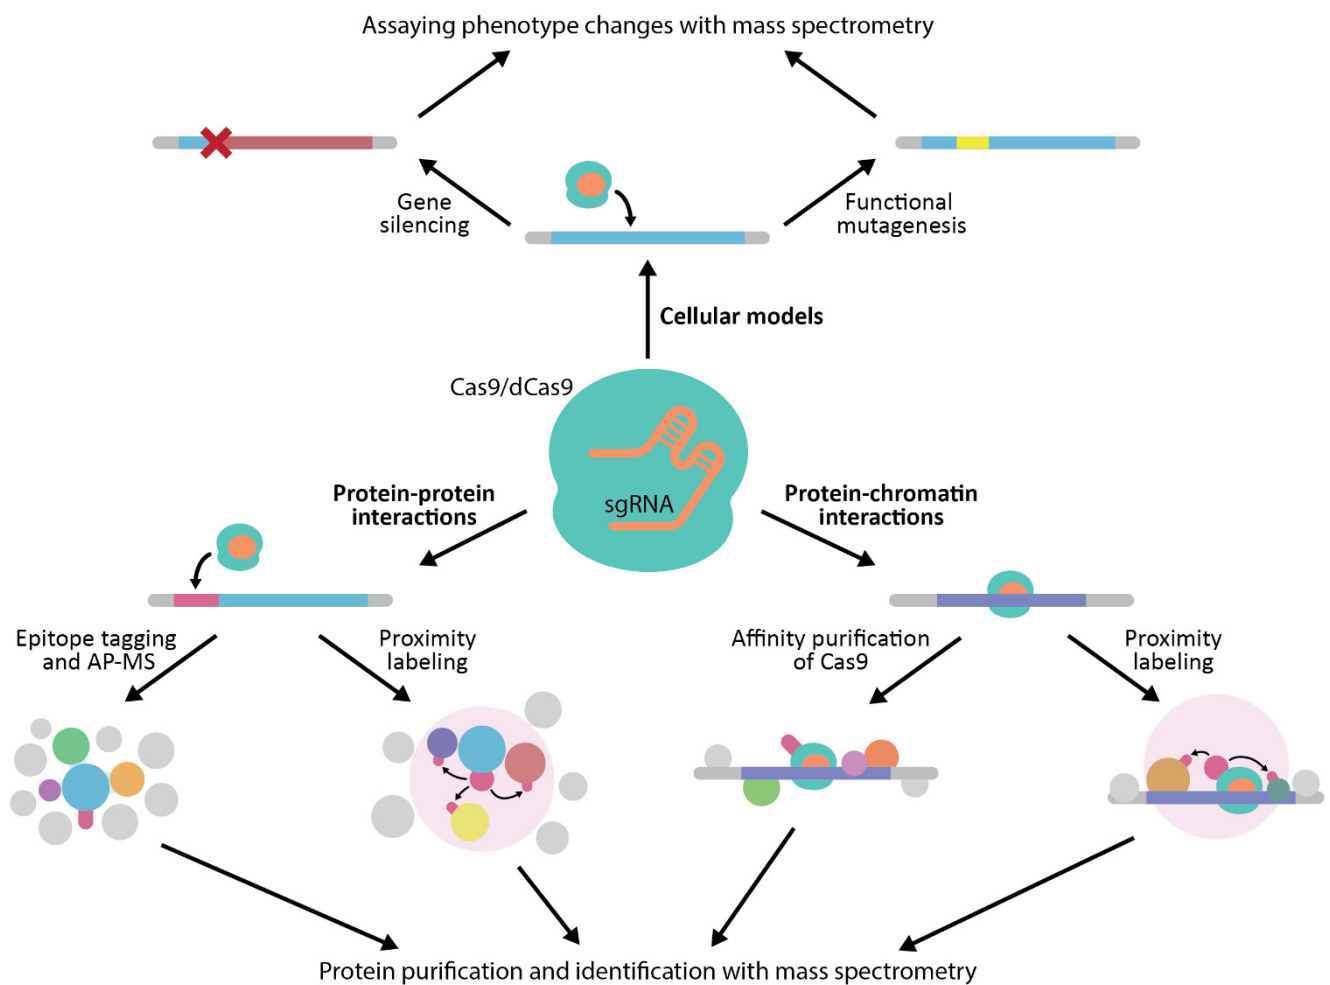 Assaying phenotype changes with mass spectrometry
Gene
silencing
Functional
mutagenesis
Cellular models
Cas9/dCas9
sgRNA
Protein-protein
interactions
Protein-chromatin
interactions
Epitope tagging
and AP-MS
Proximity
labeling
Affinity purification
of Cas9
Proximity
labeling
Protein purification and identification with mass spectrometry